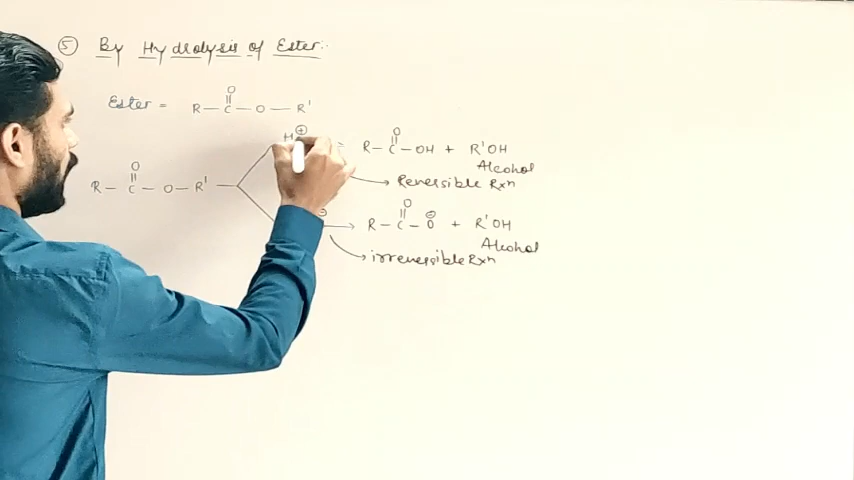 ⑤ By Hydrolysis of Ester:-
O
Ester = R — C — O — R'
H⊕
O
R — C — OH + R'OH
Alcohol
Reversible Rxn
O
R — C — O — R'
O ⊖
R — C — O + R'OH
Alcohol
irreversible Rxn